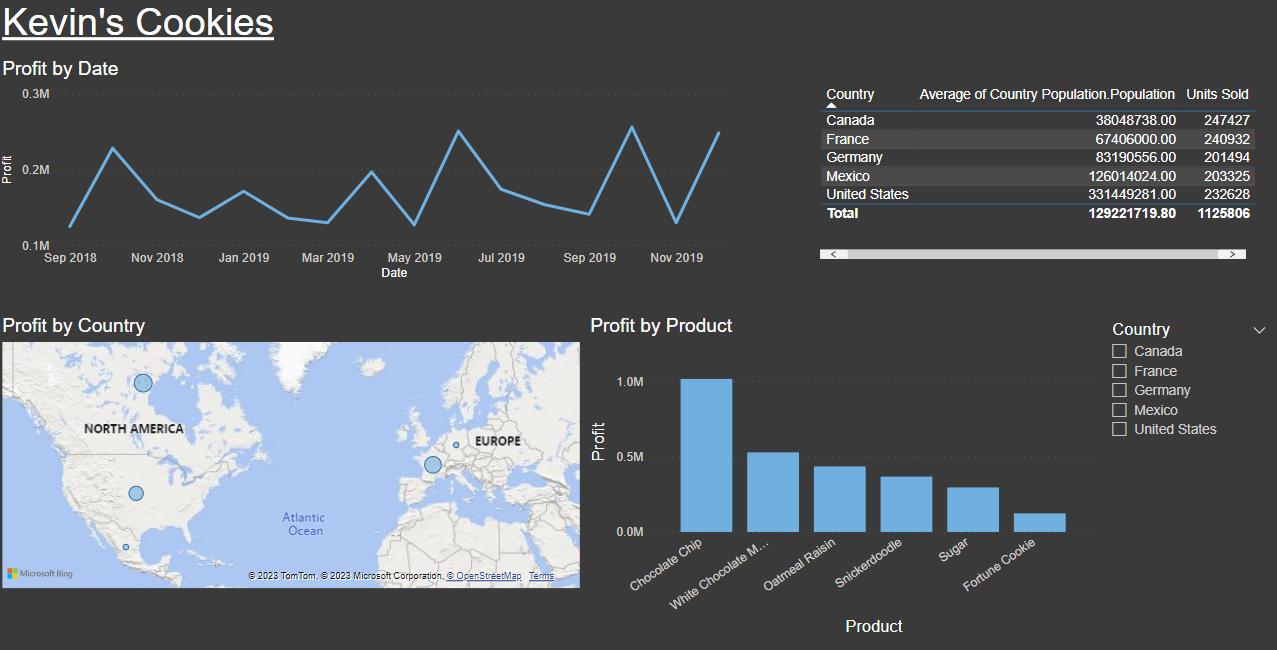 Kevin's Cookies
Profit by Date
0.3M
0.2M
0.1M
Profit
Sep 2018 Nov 2018 Jan 2019 Mar 2019 May 2019 Jul 2019 Sep 2019 Nov 2019
Date
Country Average of Country Population.Population Units Sold
Canada 38048738.00 247427
France 67406000.00 240932
Germany 83190556.00 201494
Mexico 126014024.00 203325
United States 331449281.00 232628
Total 129221719.80 1125806
Profit by Country
NORTH AMERICA
EUROPE
Atlantic
Ocean
Microsoft Bing
© 2023 TomTom, © 2023 Microsoft Corporation, © OpenStreetMap Terms
Profit by Product
1.0M
0.5M
0.0M
Profit
Chocolate Chip
White Chocolate M...
Oatmeal Raisin
Snickerdoodle
Sugar
Fortune Cookie
Product
Country
Canada
France
Germany
Mexico
United States